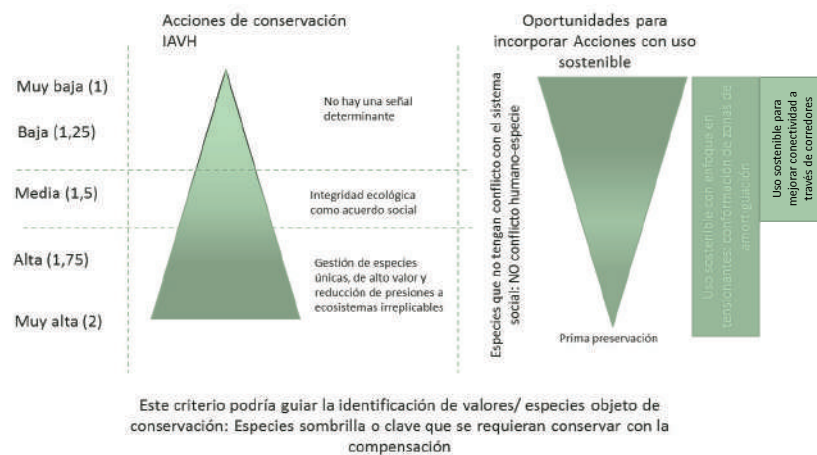 Acciones de conservación
IAVH
Oportunidades para
incorporar Acciones con uso
sostenible
Muy baja (1)
Baja (1,25)
Media (1,5)
Alta (1,75)
Muy alta (2)
No hay una señal
determinante
Integridad ecológica
como acuerdo social
Gestión de especies
únicas, de alto valor y
reducción de presiones a
ecosistemas irreplicables
Especies que no tengan conflicto con el sistema
social: NO conflicto humano-especie
Prima preservación
Uso sostenible con enfoque en
tensionantes: conformación de zonas de
amortiguación
Uso sostenible para
mejorar conectividad a
través de corredores
Este criterio podría guiar la identificación de valores/ especies objeto de
conservación: Especies sombrilla o clave que se requieran conservar con la
compensación